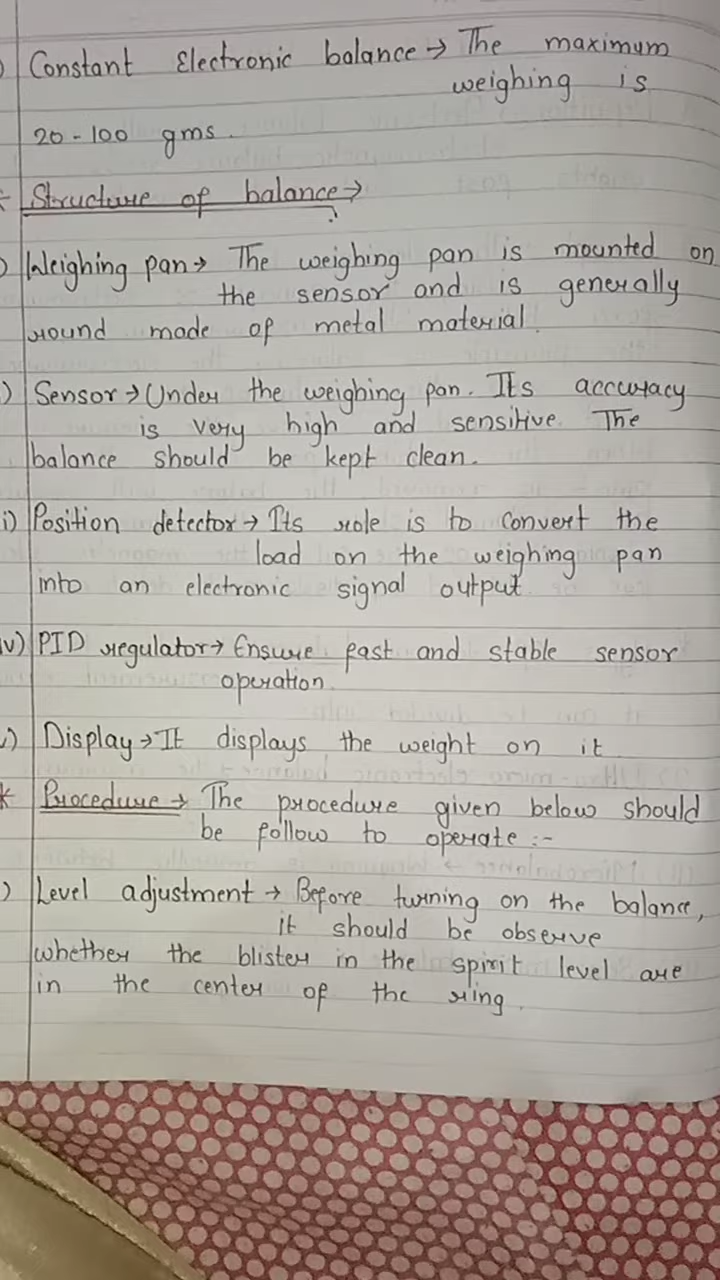 ) Constant Electronic balance → The maximum
weighing is
20-100 gms.
* Structure of balance →
) Weighing pan → The weighing pan is mounted on
the sensor and is generally
round made of metal material.
) Sensor → Under the weighing pan. Its accuracy
is very high and sensitive. The
balance should be kept clean.
i) Position detector → Its role is to convert the
load on the weighing pan
into an electronic signal output.
iv) PID regulator → Ensure fast and stable sensor
operation.
v) Display → It displays the weight on it
* Procedure → The procedure given below should
be follow to operate :-
) Level adjustment → Before turning on the balance,
it should be observe
whether the blister in the spirit level are
in the center of the ring.